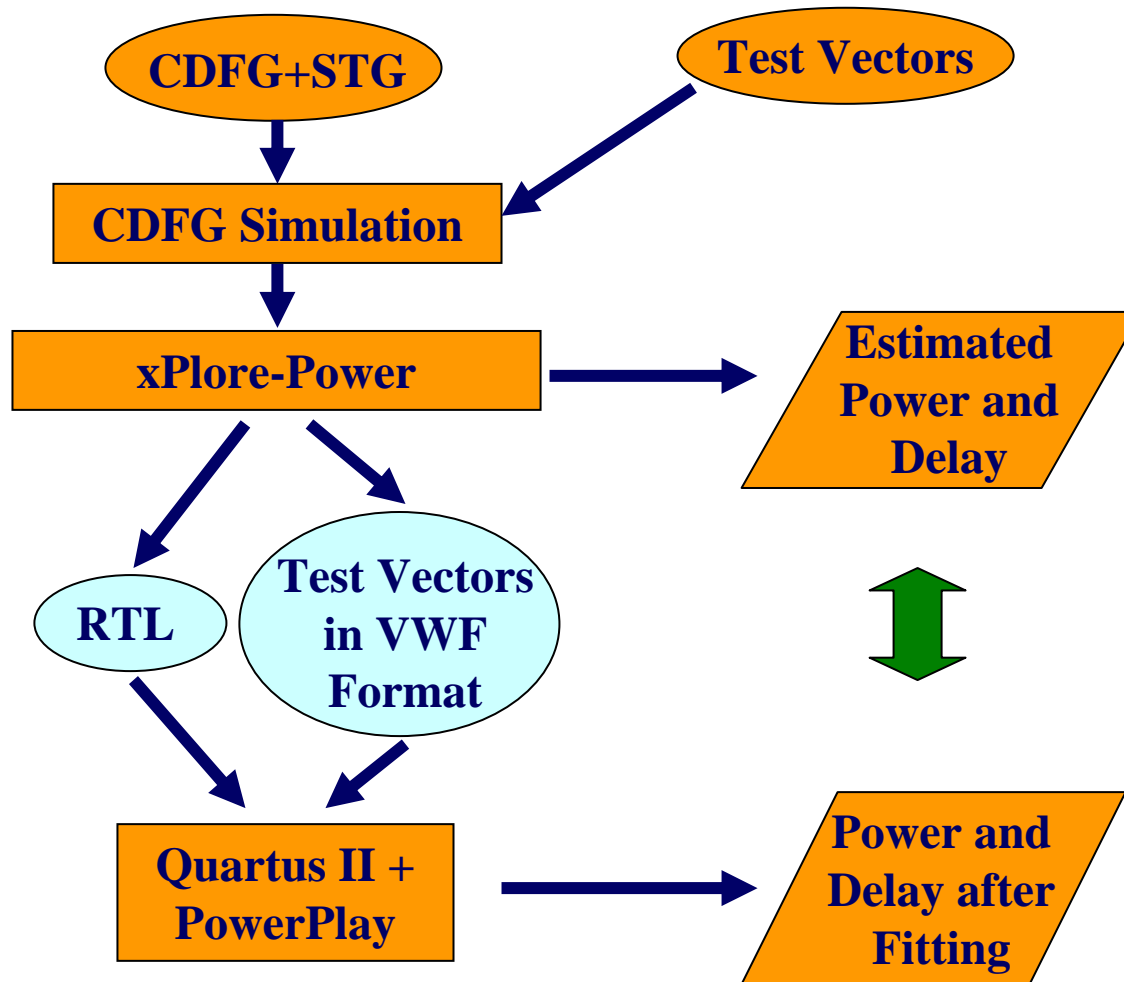 CDFG+STG
Test Vectors
CDFG Simulation
xPlore-Power
Estimated
Power and
Delay
RTL
Test Vectors
in VWF
Format
Quartus II +
PowerPlay
Power and
Delay after
Fitting